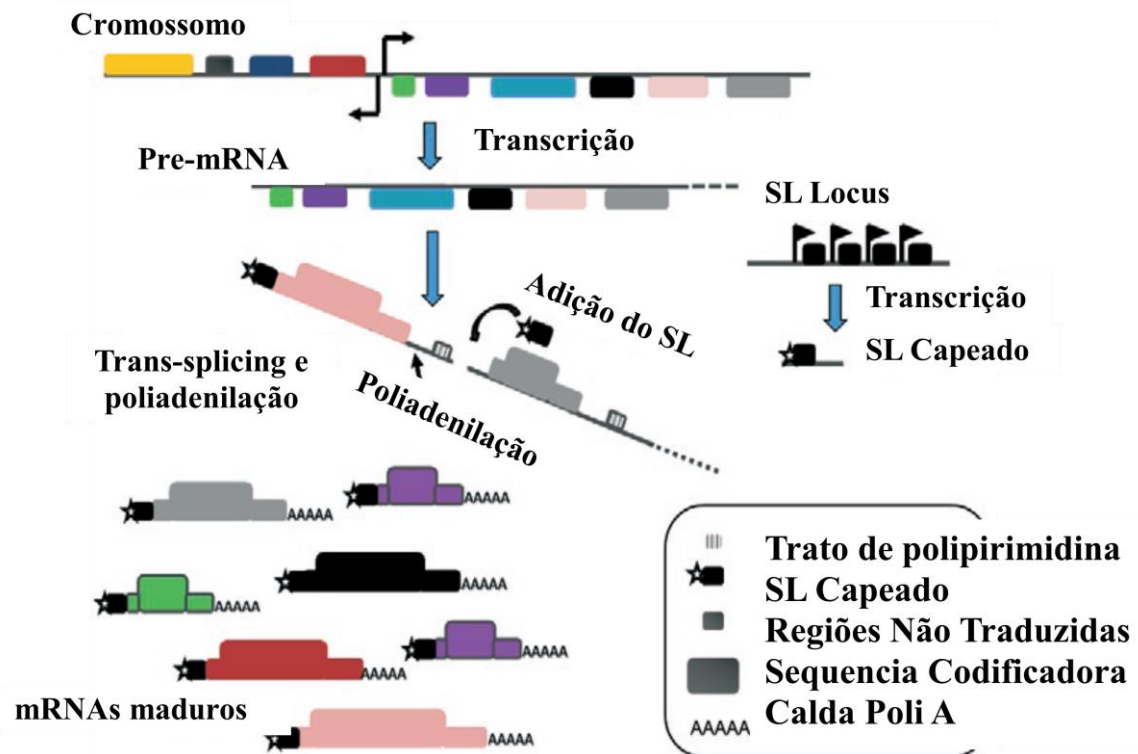 Cromossomo
Transcrição
Pre-mRNA
SL Locus
Transcrição
SL Capeado
Adição do SL
Trans-splicing e
poliadenilação
Poliadenilação
AAAAA
AAAAA
AAAAA
AAAAA
AAAAA
AAAAA
AAAAA
mRNAs maduros
Trato de polipirimidina
SL Capeado
Regiões Não Traduzidas
Sequencia Codificadora
AAAAA Calda Poli A